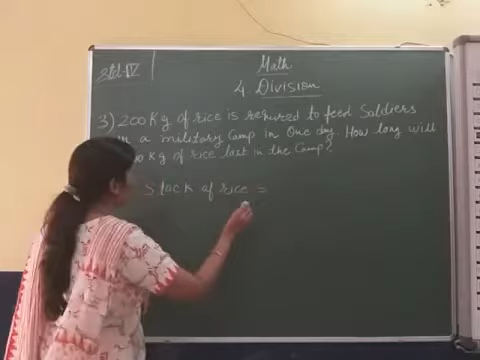 Std-IV
Math
4. Division
3) 200 Kg of rice is required to feed Soldiers
in a military Camp in One day. How long will
Kg of rice last in the Camp?
Stock of rice =